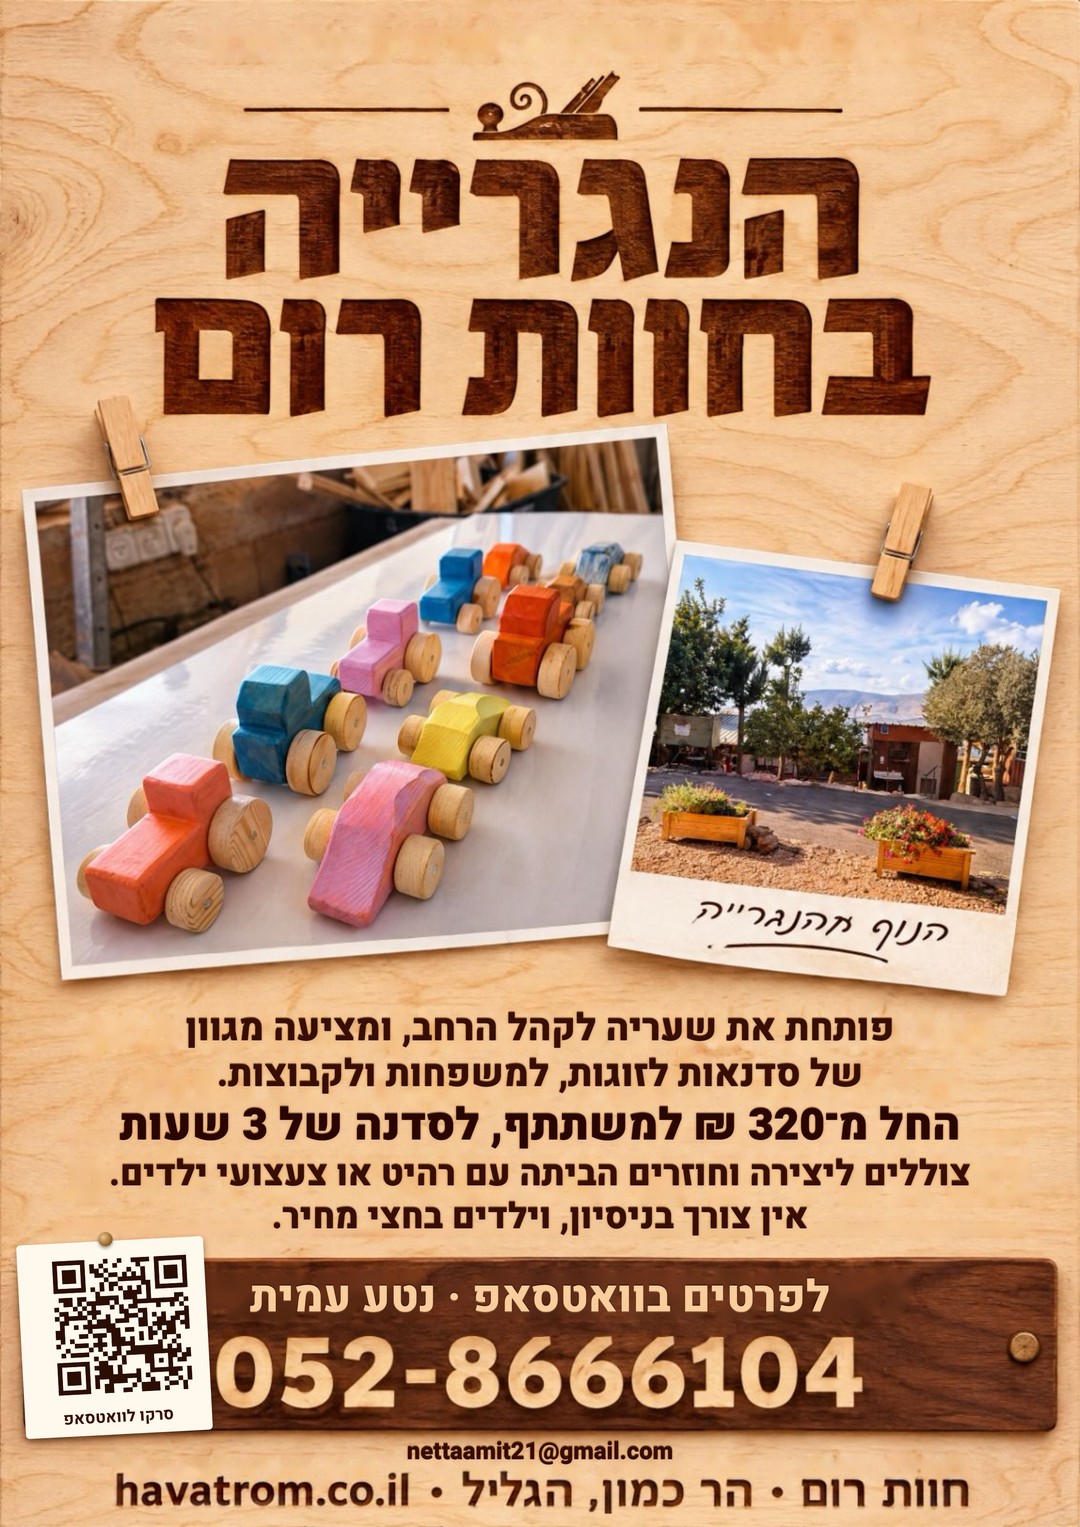 הנגרייה
בחוות רום
הנוף מהנגרייה
פותחת את שעריה לקהל הרחב, ומציעה מגוון
של סדנאות לזוגות, למשפחות ולקבוצות.
החל מ־320 ₪ למשתתף, לסדנה של 3 שעות
צוללים ליצירה וחוזרים הביתה עם רהיט או צעצועי ילדים.
אין צורך בניסיון, וילדים בחצי מחיר.
לפרטים בוואטסאפ · נטע עמית
052-8666104
סרקו לוואטסאפ
nettaamit21@gmail.com
חוות רום • הר כמון, הגליל • havatrom.co.il